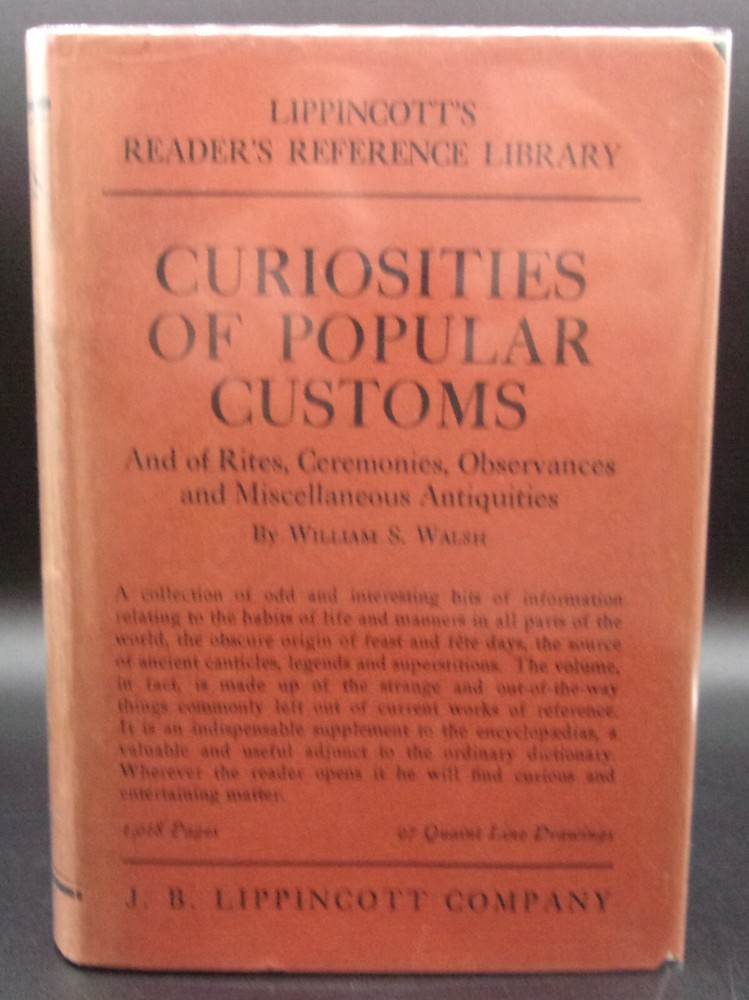 LIPPINCOTT'S
READER'S REFERENCE LIBRARY
CURIOSITIES
OF POPULAR
CUSTOMS
And of Rites, Ceremonies, Observances
and Miscellaneous Antiquities
By WILLIAM S. WALSH
A collection of odd and interesting bits of information
relating to the habits of life and manners in all parts of the
world, the obscure origin of feast and fête days, the source
of ancient canticles, legends and superstitions. The volume,
in fact, is made up of the strange and out-of-the-way
things commonly left out of current works of reference.
It is an indispensable supplement to the encyclopædias, a
valuable and useful adjunct to the ordinary dictionary.
Wherever the reader opens it he will find curious and
entertaining matter.
1,018 Pages
Quaint Line Drawings
J. B. LIPPINCOTT COMPANY